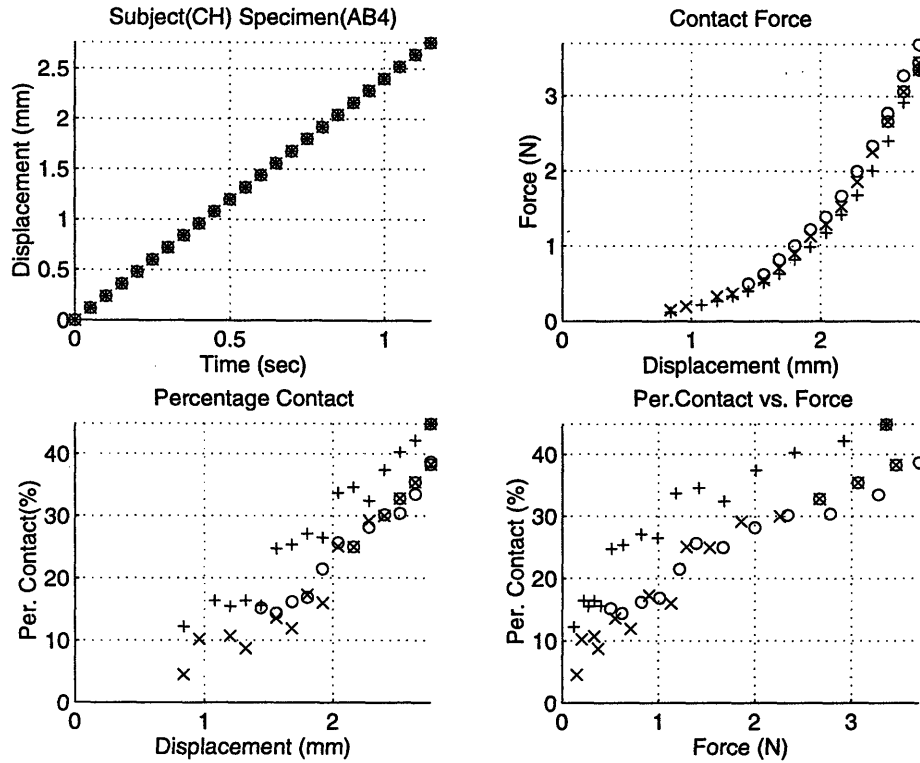 Subject(CH) Specimen(AB4)
Displacement (mm)
2.5
2
1.5
1
0.5
0
0
0.5
1
Time (sec)
Contact Force
Force (N)
3
2
1
0
1
2
Displacement (mm)
Percentage Contact
Per. Contact(%)
40
30
20
10
0
0
1
2
Displacement (mm)
Per.Contact vs. Force
Per. Contact (%)
40
30
20
10
0
0
1
2
3
Force (N)